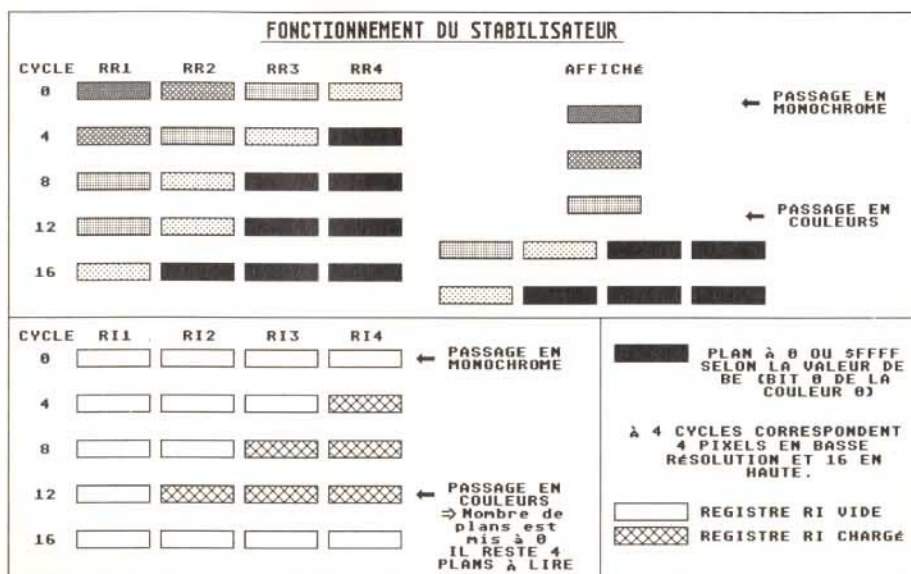 FONCTIONNEMENT DU STABILISATEUR
CYCLE RR1 RR2 RR3 RR4 AFFICHé
0
4
8
12
16
← PASSAGE EN
MONOCHROME
← PASSAGE EN
COULEURS
CYCLE RI1 RI2 RI3 RI4
0
4
8
12
16
← PASSAGE EN
MONOCHROME
← PASSAGE EN
COULEURS
⇒ Nombre de
plans est
mis à 0
IL RESTE 4
PLANS à LIRE
PLAN à 0 OU $FFFF
SELON LA VALEUR DE
BE (BIT 0 DE LA
COULEUR 0)
à 4 CYCLES CORRESPONDENT
4 PIXELS EN BASSE
RéSOLUTION ET 16 EN
HAUTE.
REGISTRE RI VIDE
REGISTRE RI CHARGé